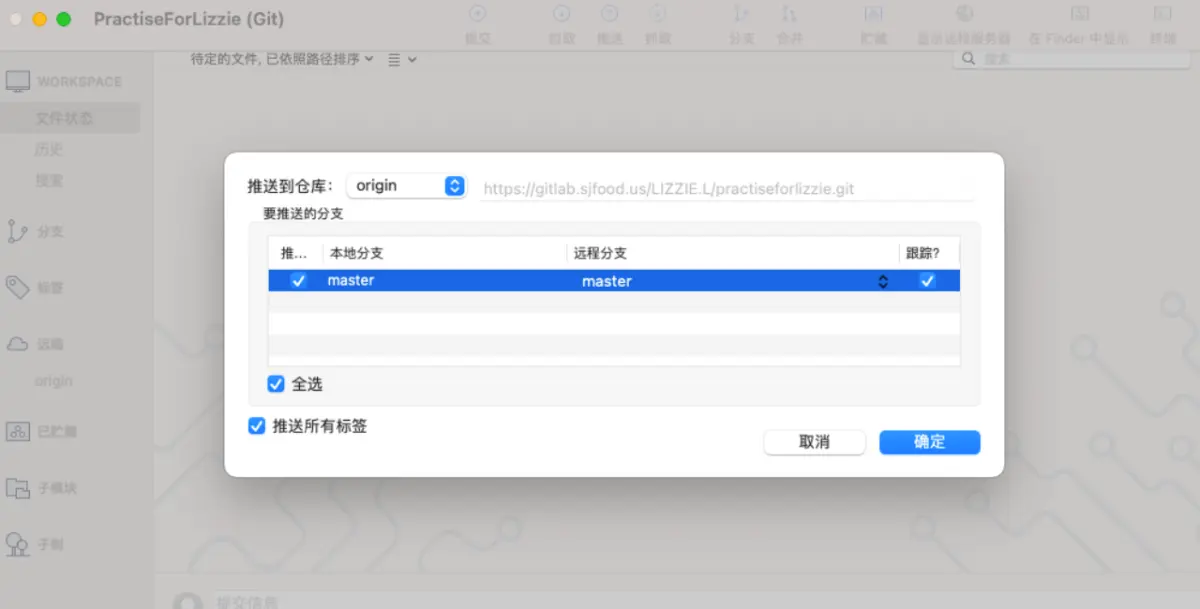 PractiseForLizzie (Git)
提交 拉取 推送 抓取 分支 合并 贮藏 显示远程服务器 在 Finder 中显示 终端
待定的文件, 已依照路径排序
搜索
WORKSPACE
文件状态
历史
搜索
推送到仓库: origin https://gitlab.sjfood.us/LIZZIE.L/practiseforlizzie.git
要推送的分支
推... 本地分支 远程分支 跟踪?
master master
分支
标签
远端
origin
全选
推送所有标签
取消 确定
已贮藏
子模块
子树
提交信息